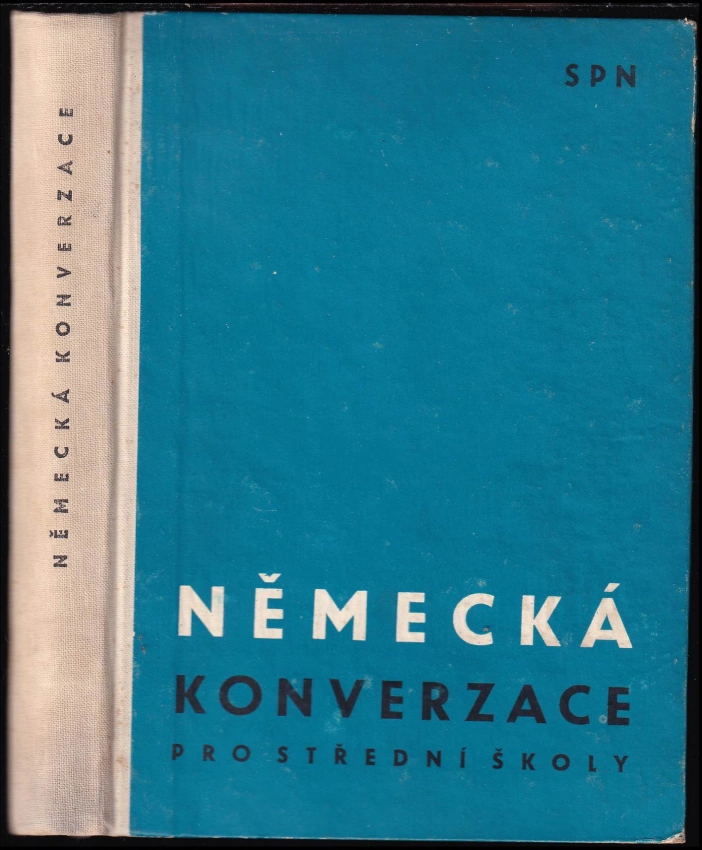 NĚMECKÁ KONVERZACE
SPN
NĚMECKÁ
KONVERZACE
PRO STŘEDNÍ ŠKOLY